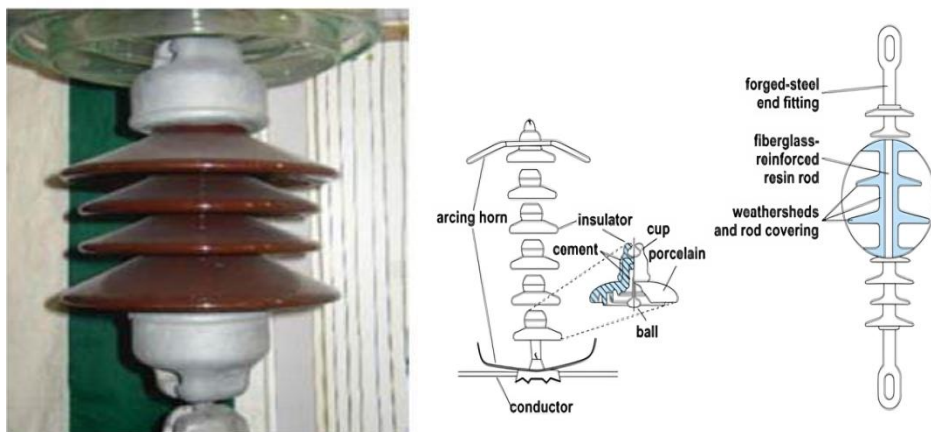 arcing horn
insulator
cement
cup
porcelain
ball
conductor
forged-steel
end fitting
fiberglass-
reinforced
resin rod
weathersheds
and rod covering